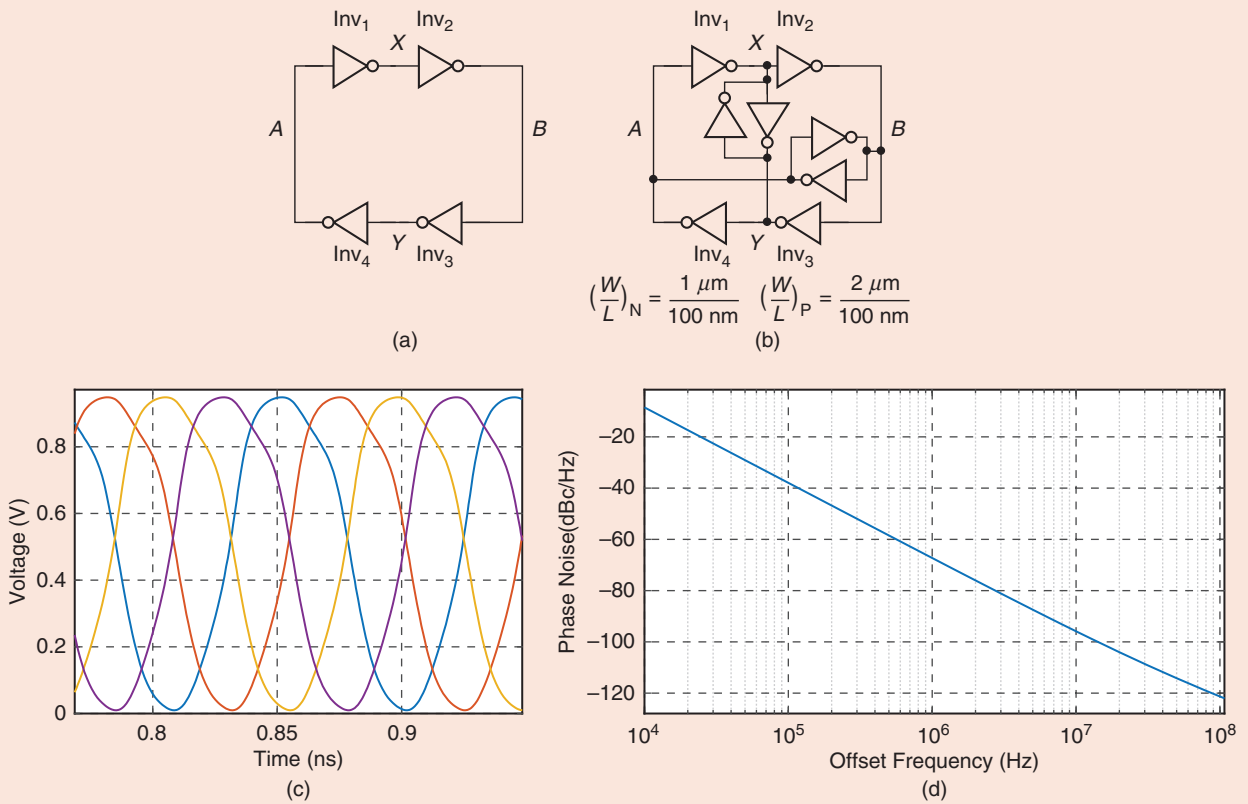 Inv1 Inv2
X
A
B
Inv4
Y
Inv3
(a)
Inv1 Inv2
X
A
B
Inv4
Y
Inv3
(W/L)N = 1 μm/100 nm (W/L)P = 2 μm/100 nm
(b)
Voltage (V)
0.8
0.6
0.4
0.2
0
0.8 0.85 0.9
Time (ns)
(c)
Phase Noise(dBc/Hz)
−20
−40
−60
−80
−100
−120
10^4 10^5 10^6 10^7 10^8
Offset Frequency (Hz)
(d)